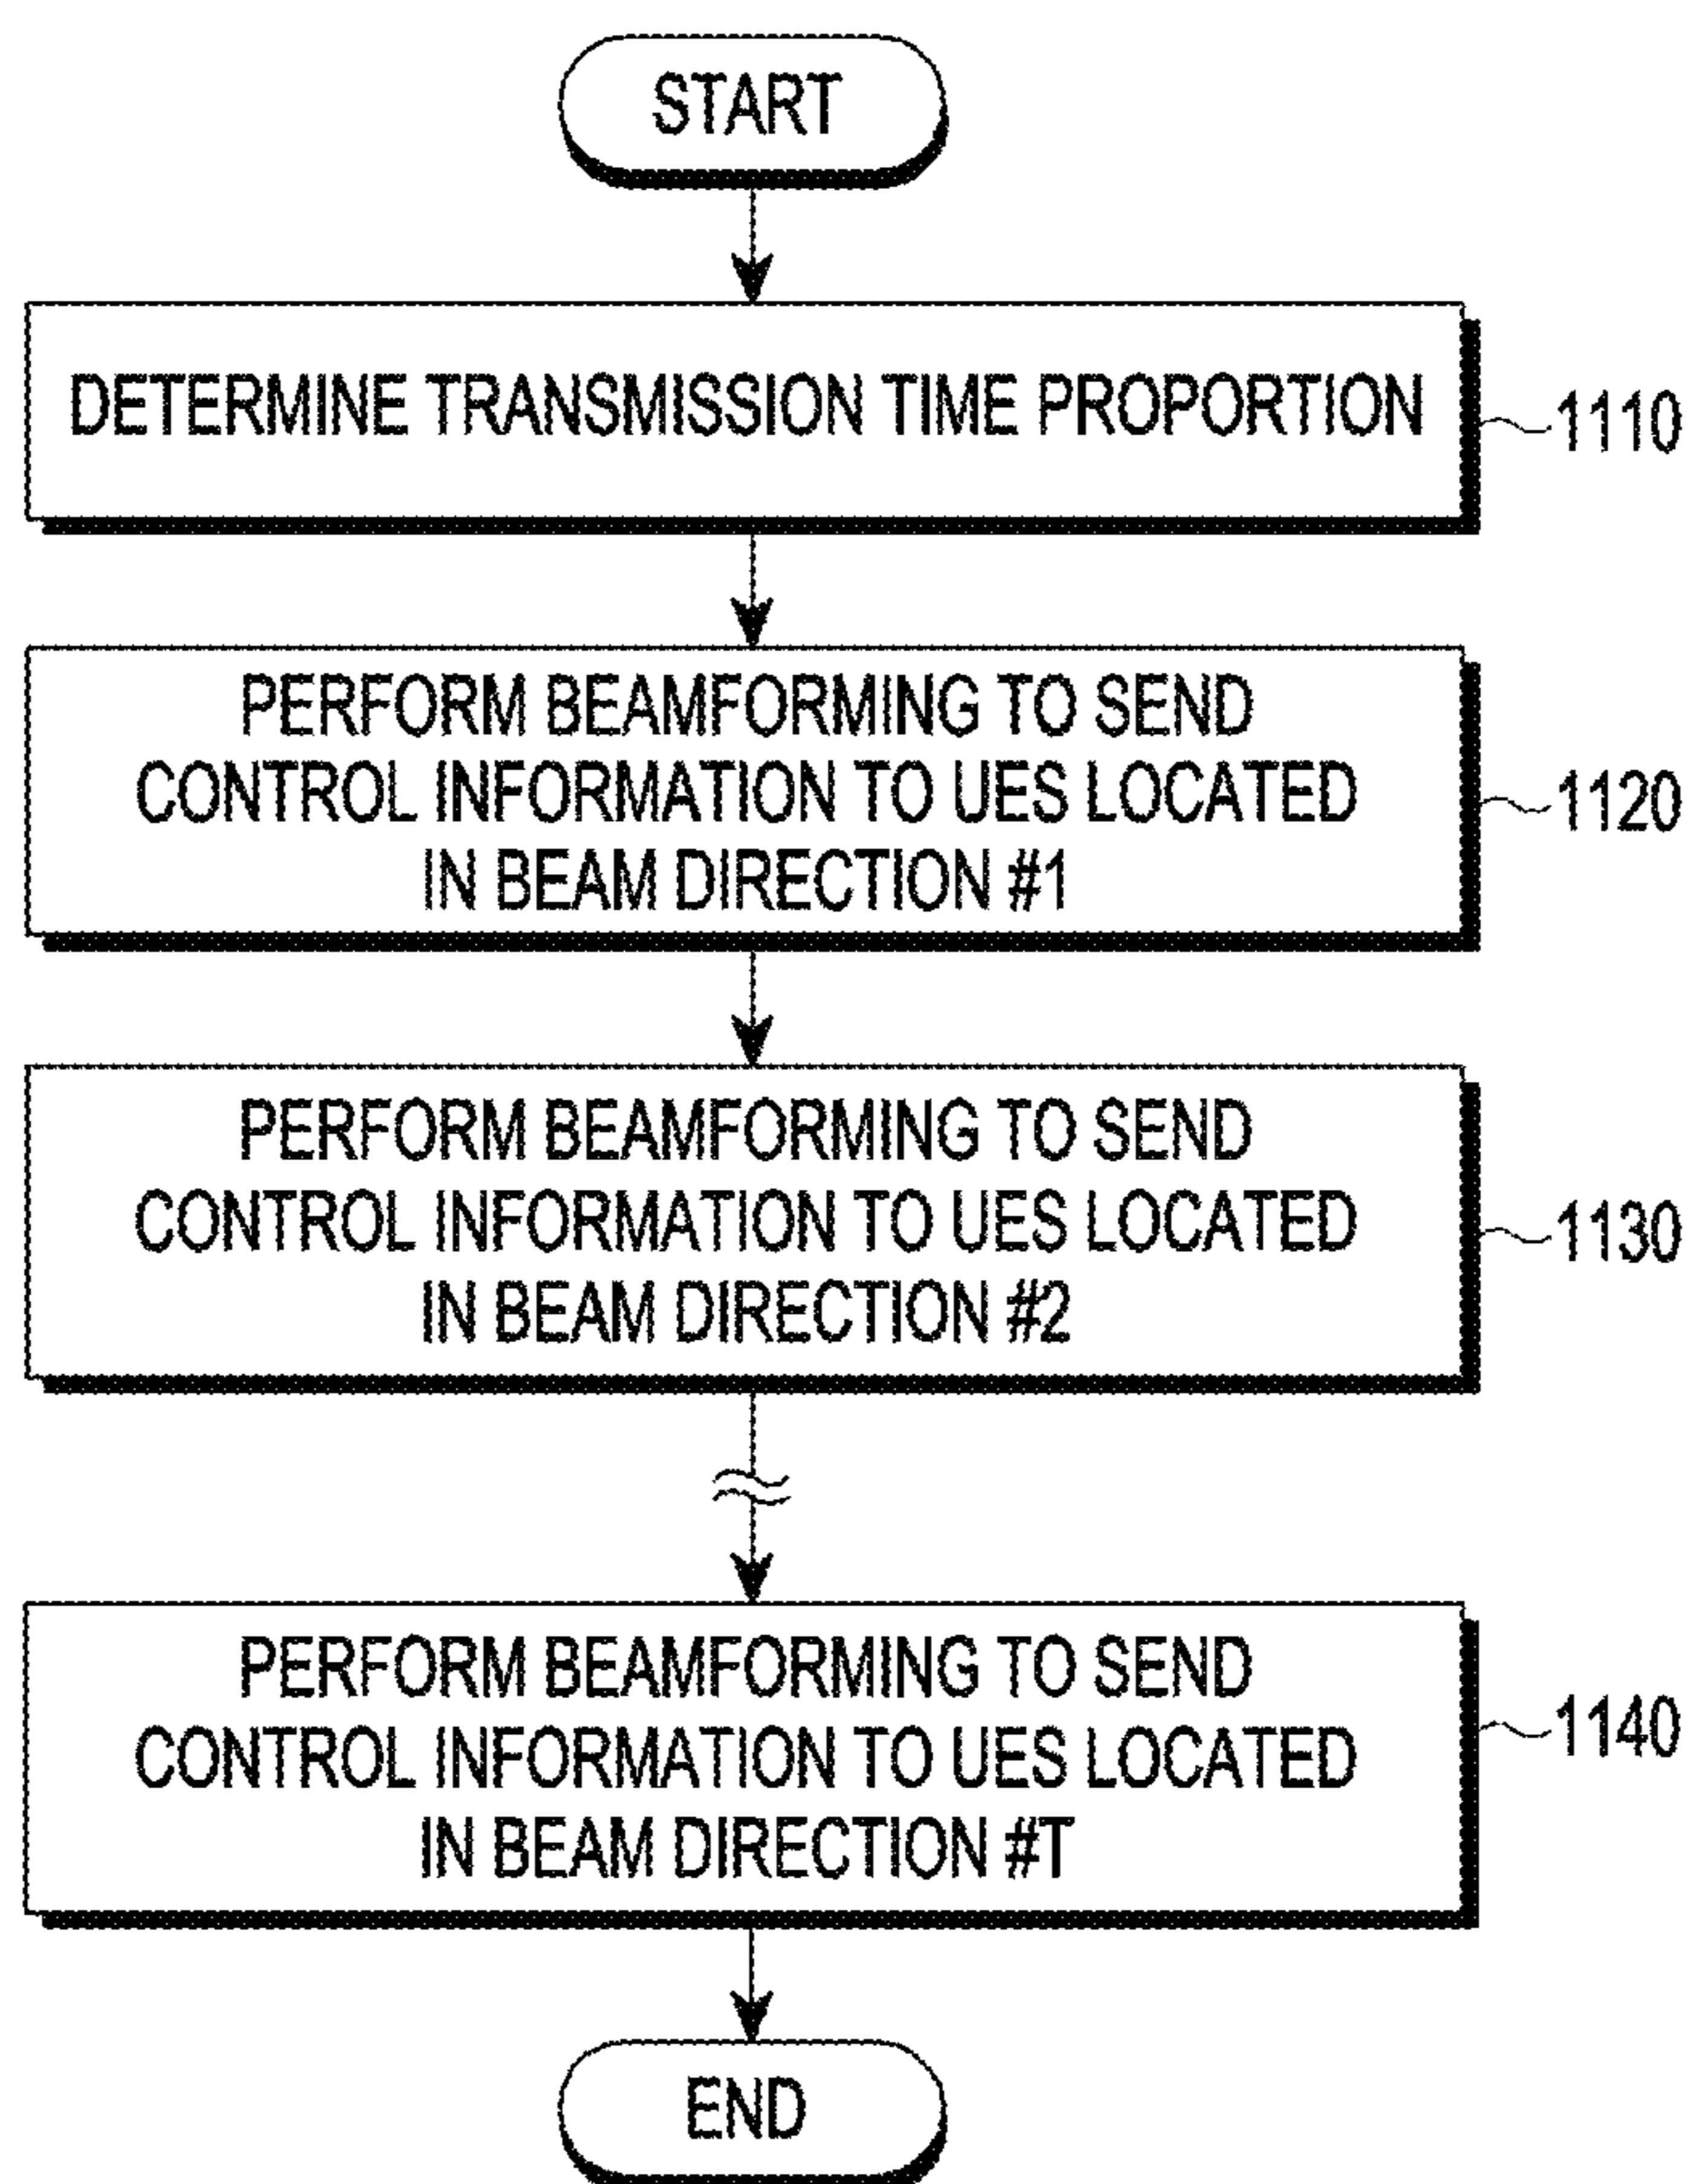 START
DETERMINE TRANSMISSION TIME PROPORTION
1110
PERFORM BEAMFORMING TO SEND
CONTROL INFORMATION TO UES LOCATED
IN BEAM DIRECTION #1
1120
PERFORM BEAMFORMING TO SEND
CONTROL INFORMATION TO UES LOCATED
IN BEAM DIRECTION #2
1130
PERFORM BEAMFORMING TO SEND
CONTROL INFORMATION TO UES LOCATED
IN BEAM DIRECTION #T
1140
END